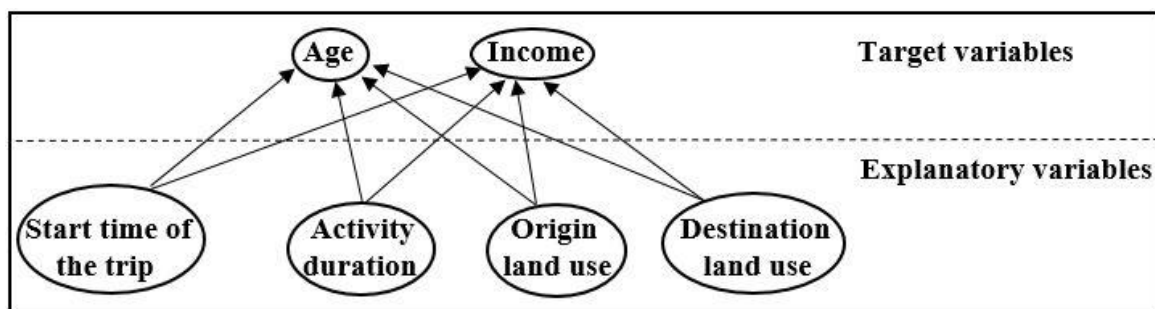 Age
Income
Target variables
Explanatory variables
Start time of
the trip
Activity
duration
Origin
land use
Destination
land use